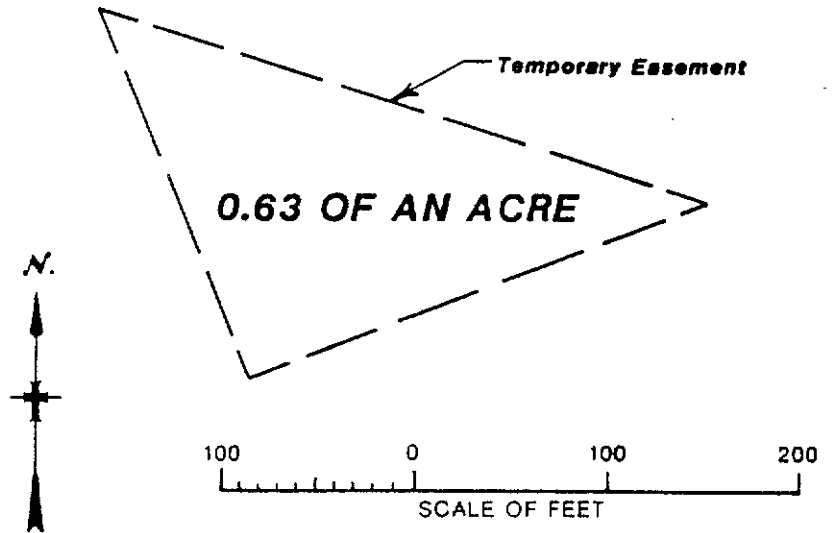 Temporary Easement
0.63 OF AN ACRE
N.
100 0 100 200
SCALE OF FEET